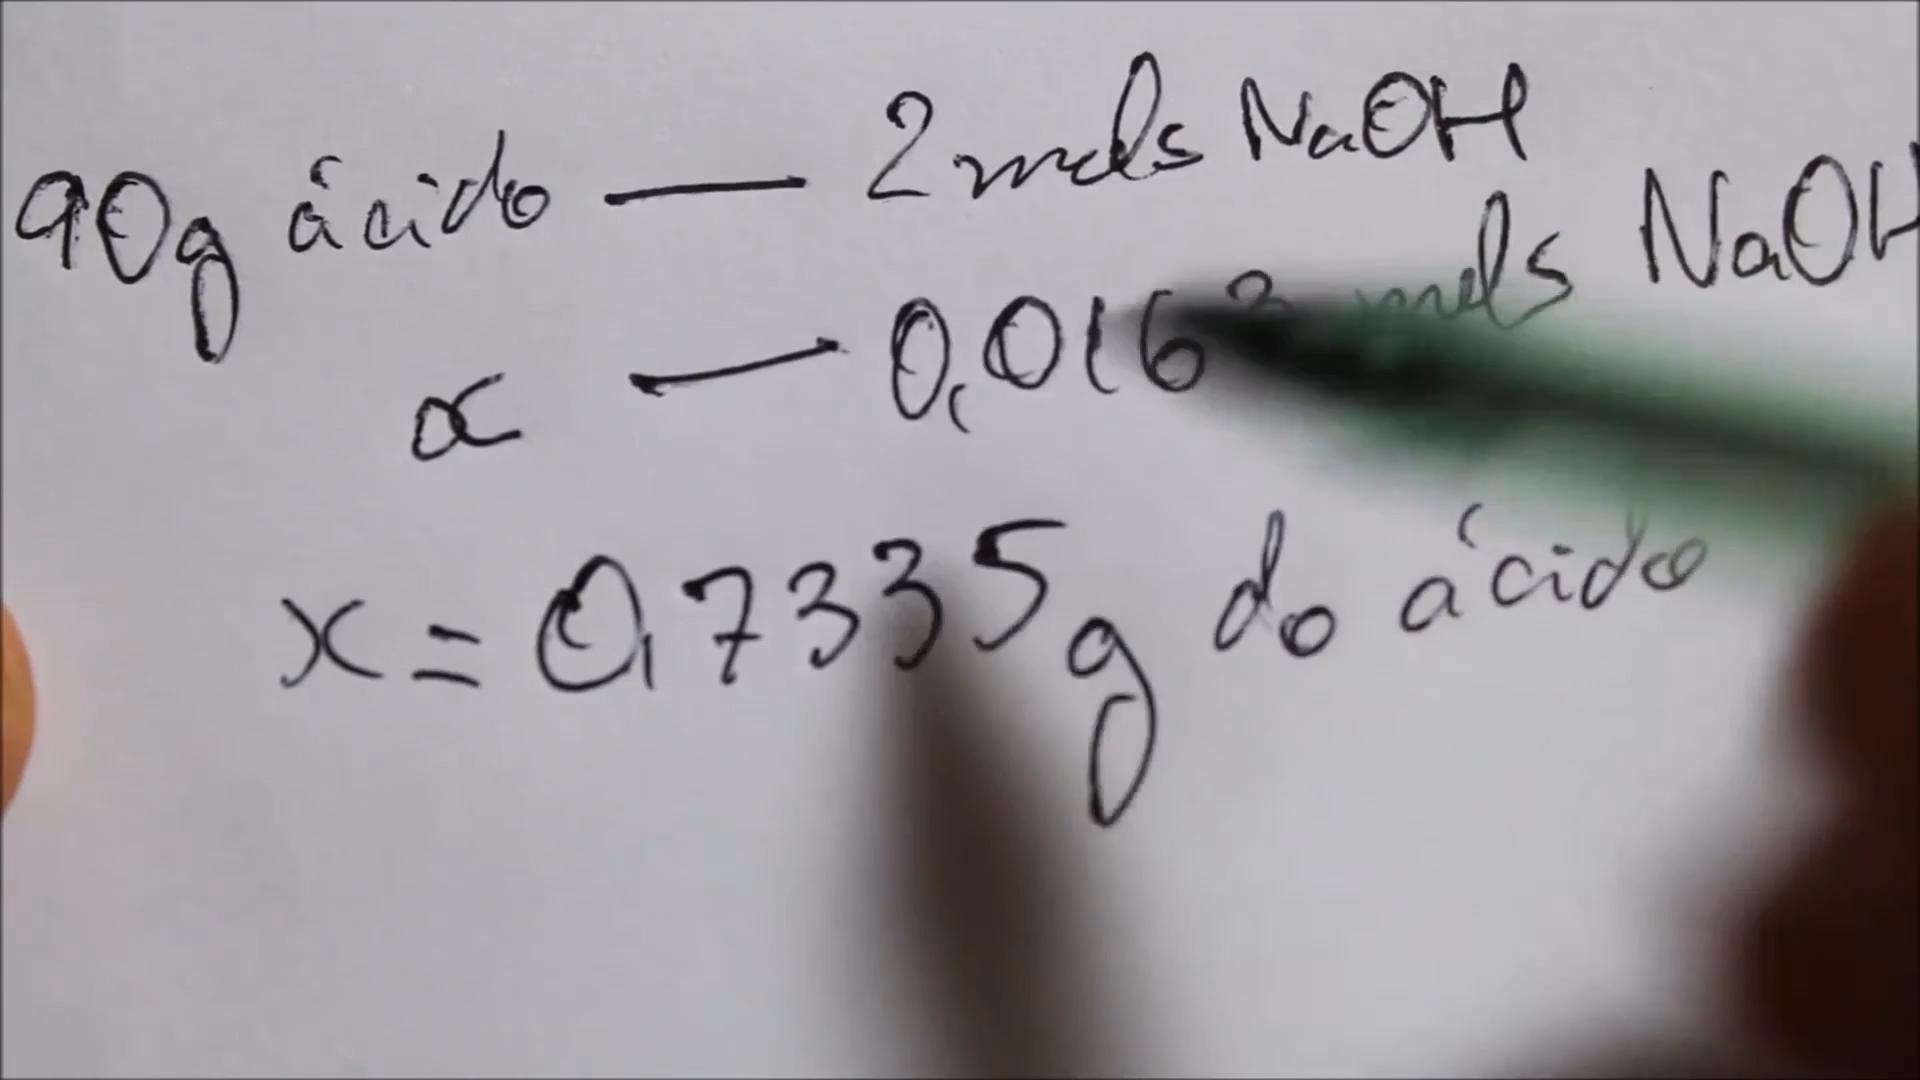 90g ácido — 2 mols NaOH
x — 0,016 mols NaOH
x = 0,7335g do ácido